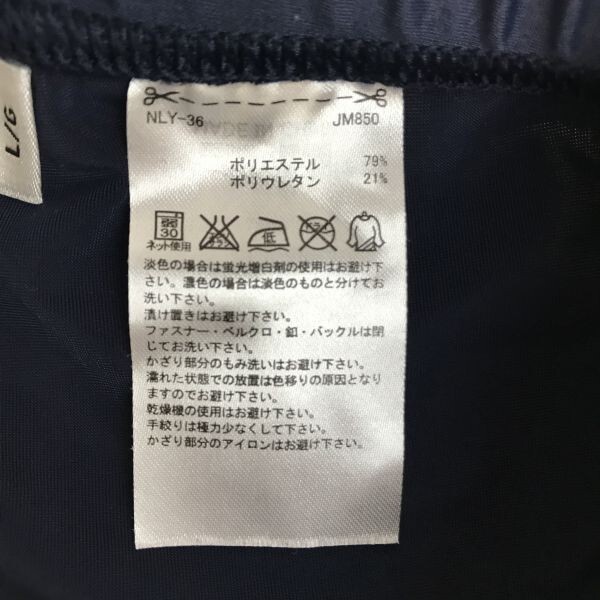 L/G
NLY-36 JM850
ポリエステル 79%
ポリウレタン 21%
弱
30
ネット使用
低
淡色の場合は蛍光増白剤の使用はお避け下
さい。濃色の場合は淡色のものと分けてお
洗い下さい。
漬け置きはお避け下さい。
ファスナー・ベルクロ・釦・バックルは閉
じてお洗い下さい。
かざり部分のもみ洗いはお避け下さい。
濡れた状態での放置は色移りの原因となり
ますのでお避け下さい。
乾燥機の使用はお避け下さい。
手絞りは極力少なくして下さい。
かざり部分のアイロンはお避け下さい。